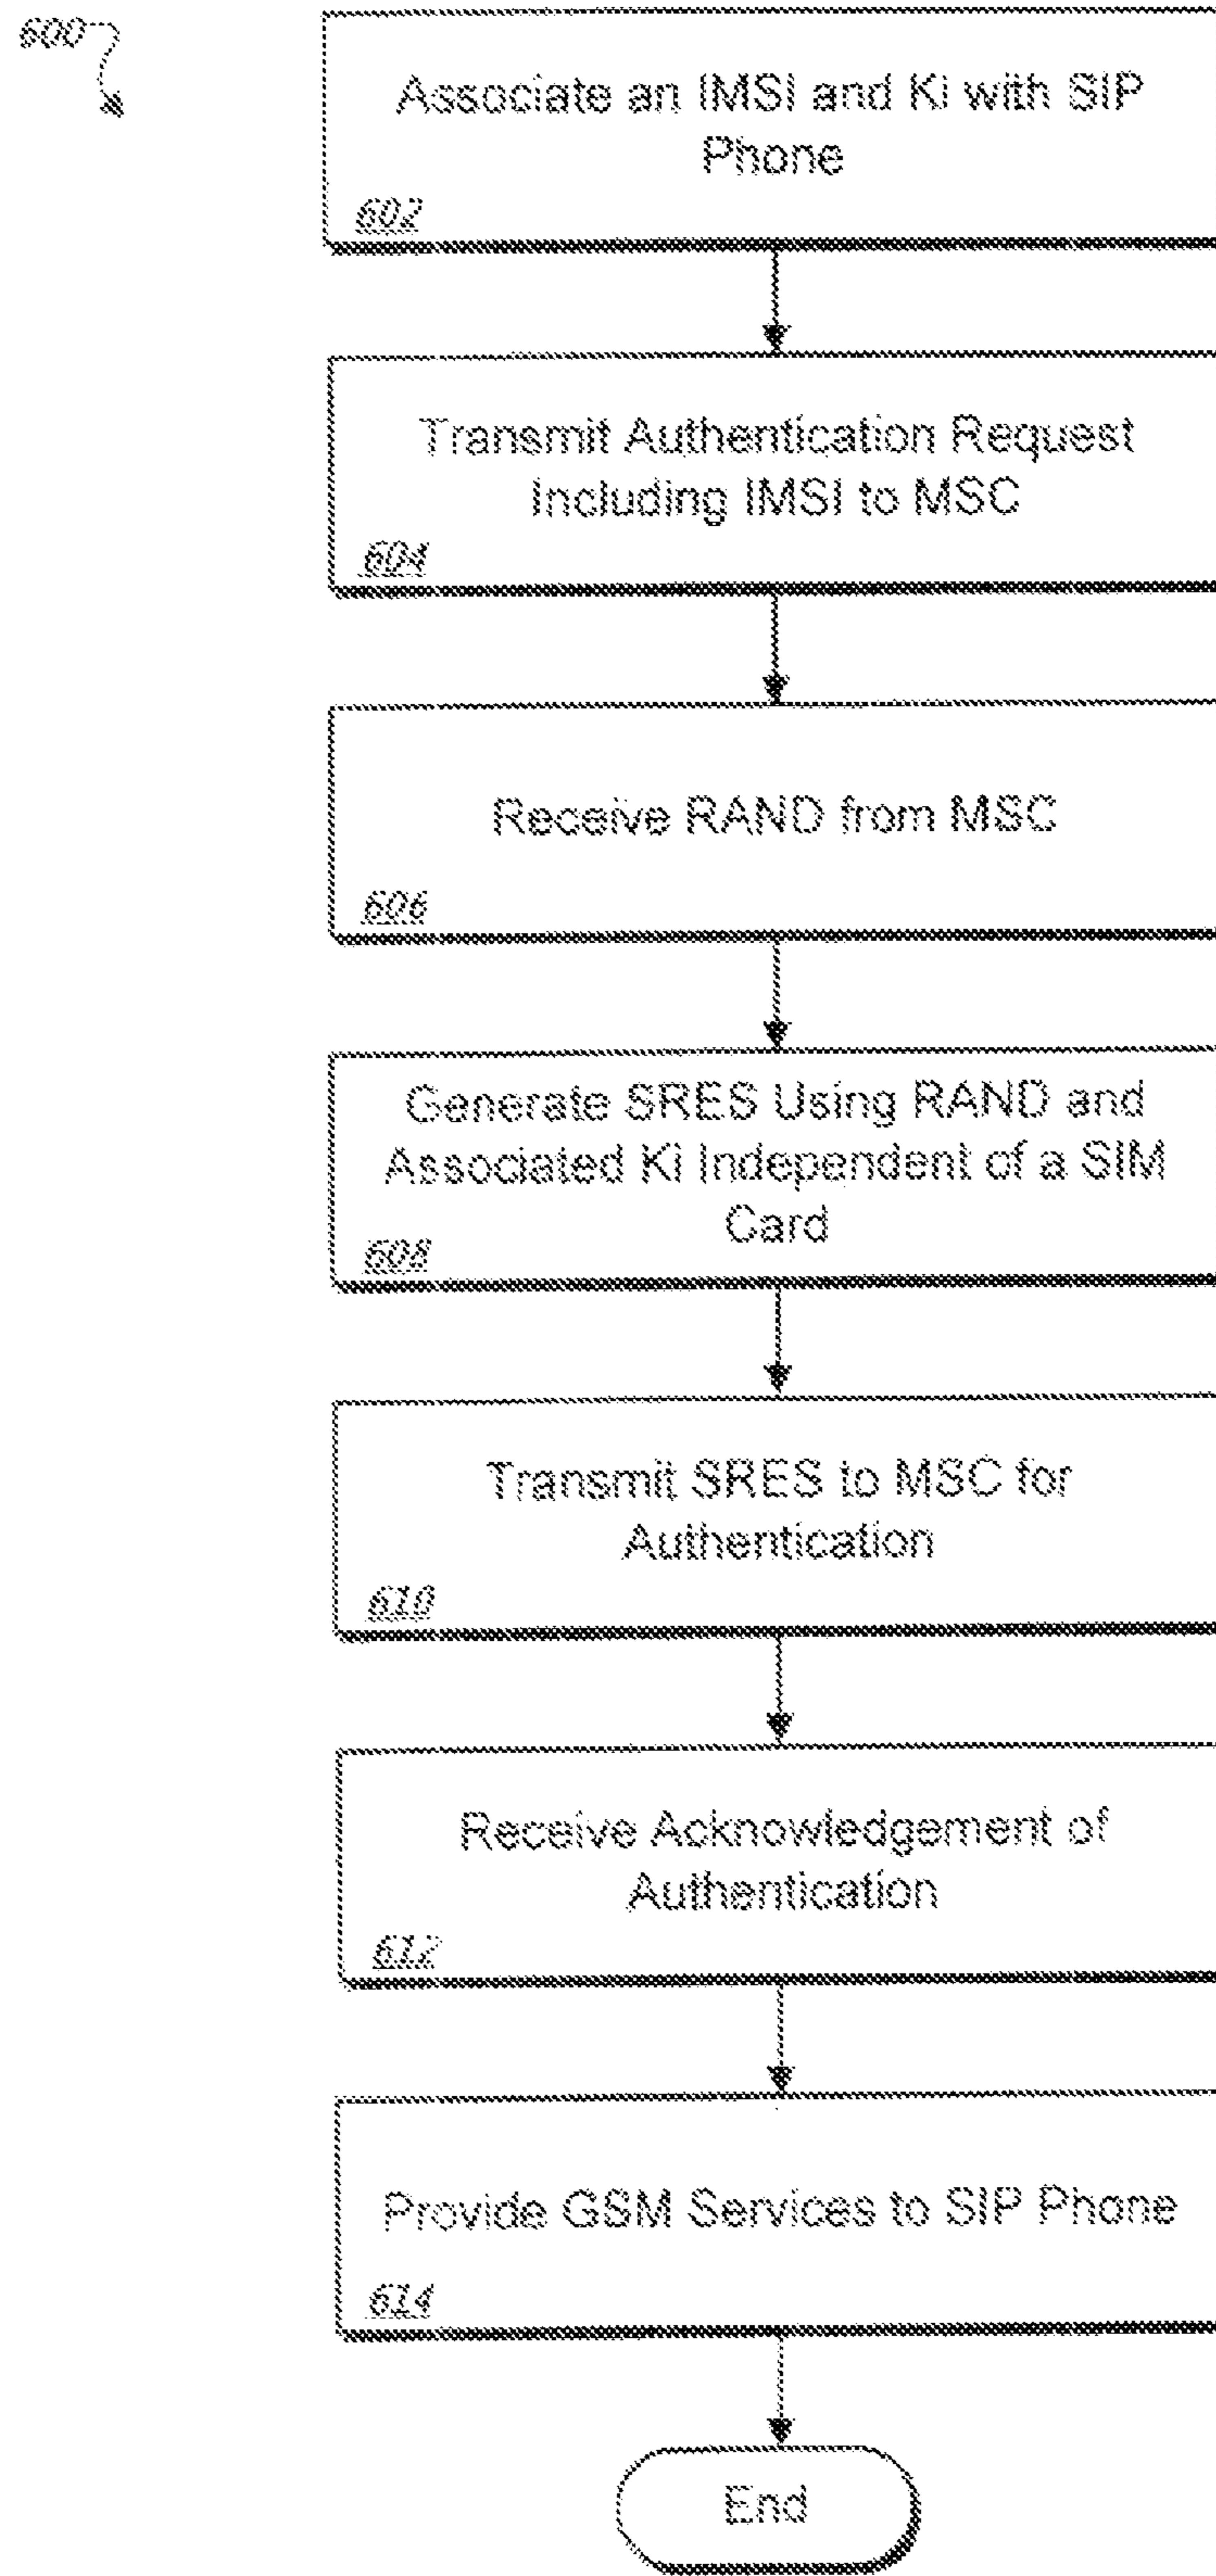 600
Associate an IMSI and Ki with SIP
Phone
602
Transmit Authentication Request
Including IMSI to MSC
604
Receive RAND from MSC
606
Generate SRES Using RAND and
Associated Ki Independent of a SIM
Card
608
Transmit SRES to MSC for
Authentication
610
Receive Acknowledgement of
Authentication
612
Provide GSM Services to SIP Phone
614
End